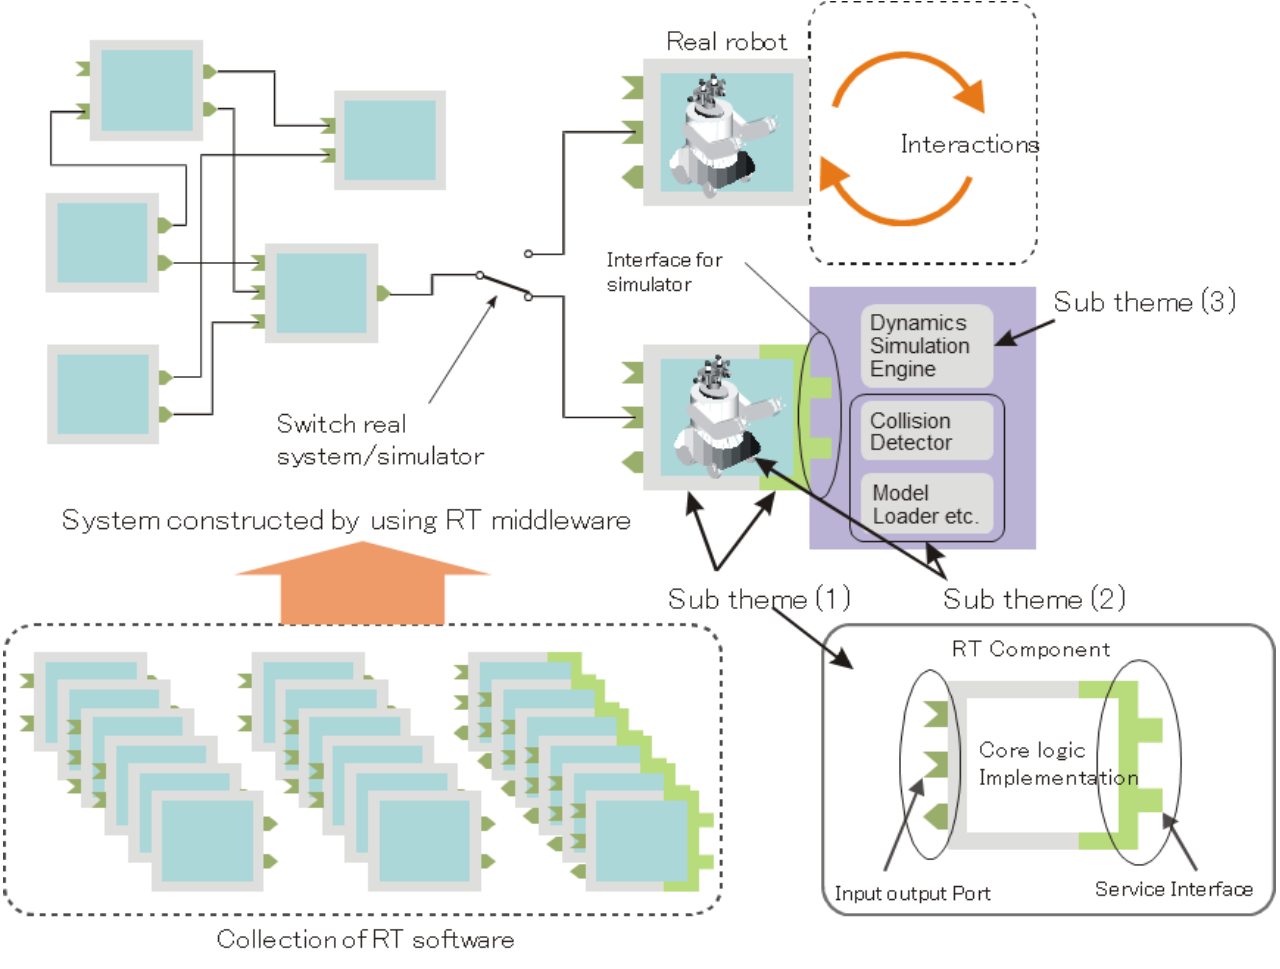 Real robot
Interactions
Interface for
simulator
Sub theme (3)
Dynamics
Simulation
Engine
Collision
Detector
Model
Loader etc.
Switch real
system/simulator
System constructed by using RT middleware
Sub theme (1)
Sub theme (2)
RT Component
Core logic
Implementation
Input output Port
Service Interface
Collection of RT software